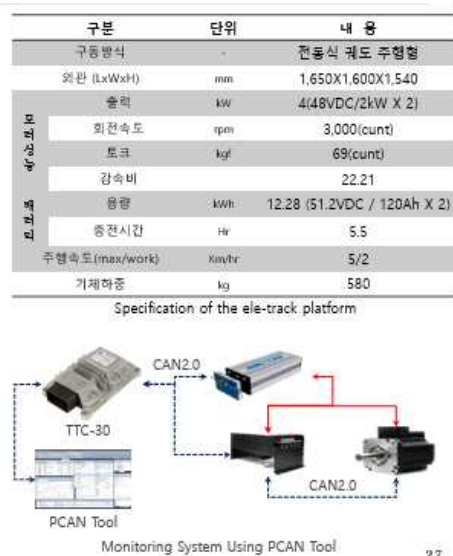 구분 단위 내 용
구동방식 - 전동식 궤도 주행형
외관 (LxWxH) mm 1,650X1,600X1,540
모터성능 출력 kW 4(48VDC/2kW X 2)
회전속도 rpm 3,000(cunt)
토크 kgf 69(cunt)
감속비 22.21
배터리 용량 kWh 12.28 (51.2VDC / 120Ah X 2)
충전시간 Hr 5.5
주행속도(max/work) Km/hr 5/2
기체하중 kg 580
Specification of the ele-track platform
CAN2.0
TTC-30
CAN2.0
PCAN Tool
Monitoring System Using PCAN Tool